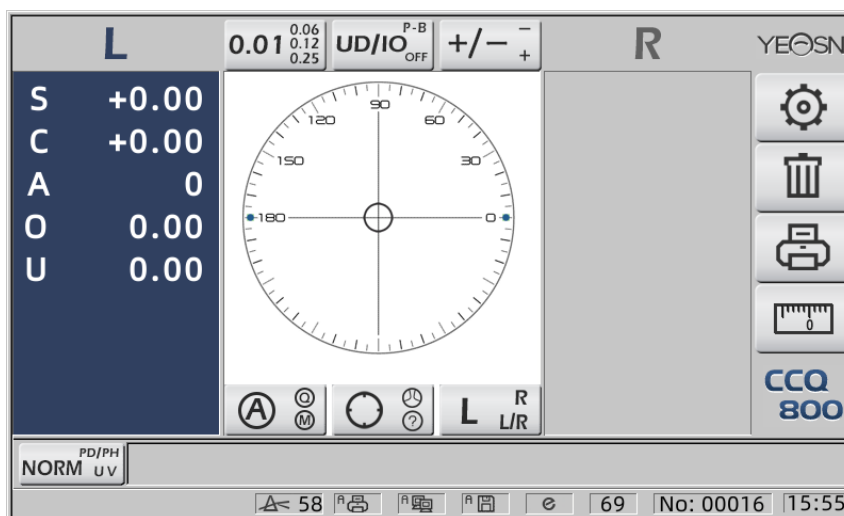 L
0.01 0.06 0.12 0.25
UD/IO P-B OFF
+/− − +
R
YEOSN
S +0.00
C +0.00
A 0
O 0.00
U 0.00
90
120 60
150 30
180 0
0
A Q M
?
L R L/R
CCQ
800
NORM PD/PH UV
58
A
A
A
e
69
No: 00016
15:55